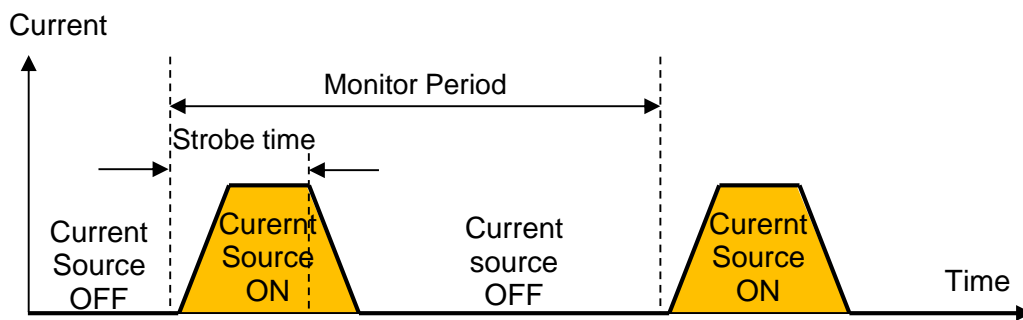 Current
Monitor Period
Strobe time
Current
Source
OFF
Curernt
Source
ON
Current
source
OFF
Curernt
Source
ON
Time